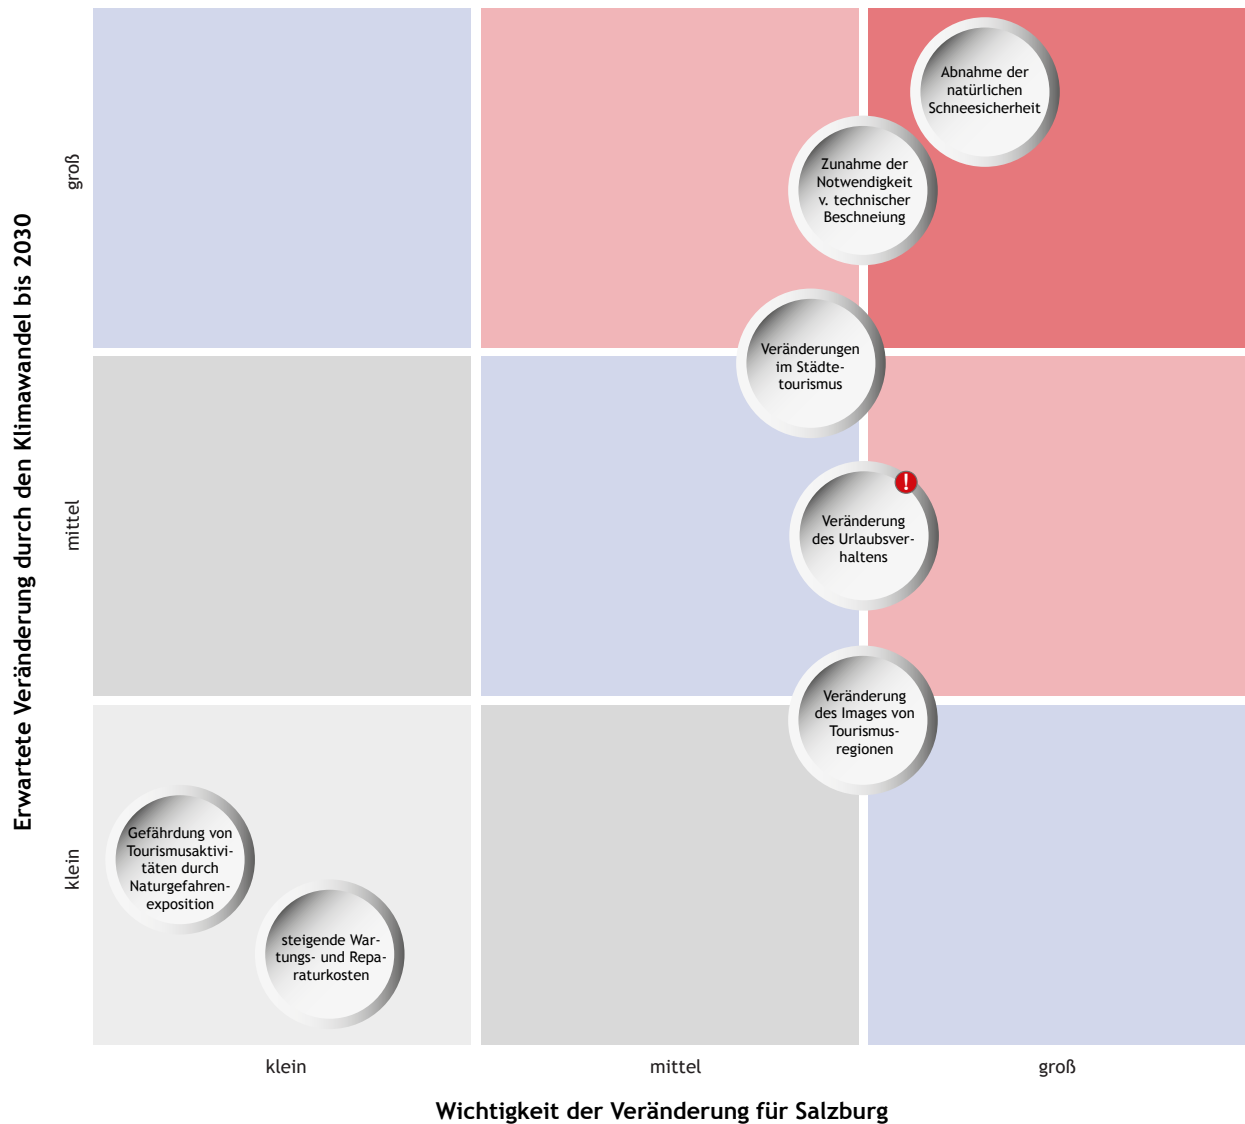 Erwartete Veränderung durch den Klimawandel bis 2030
groß
mittel
klein
Abnahme der
natürlichen
Schneesicherheit
Zunahme der
Notwendigkeit
v. technischer
Beschneiung
Veränderungen
im Städte-
tourismus
!
Veränderung
des Urlaubsver-
haltens
Veränderung
des Images von
Tourismus-
regionen
Gefährdung von
Tourismusaktivi-
täten durch
Naturgefahren-
exposition
steigende War-
tungs- und Repa-
raturkosten
klein
mittel
groß
Wichtigkeit der Veränderung für Salzburg